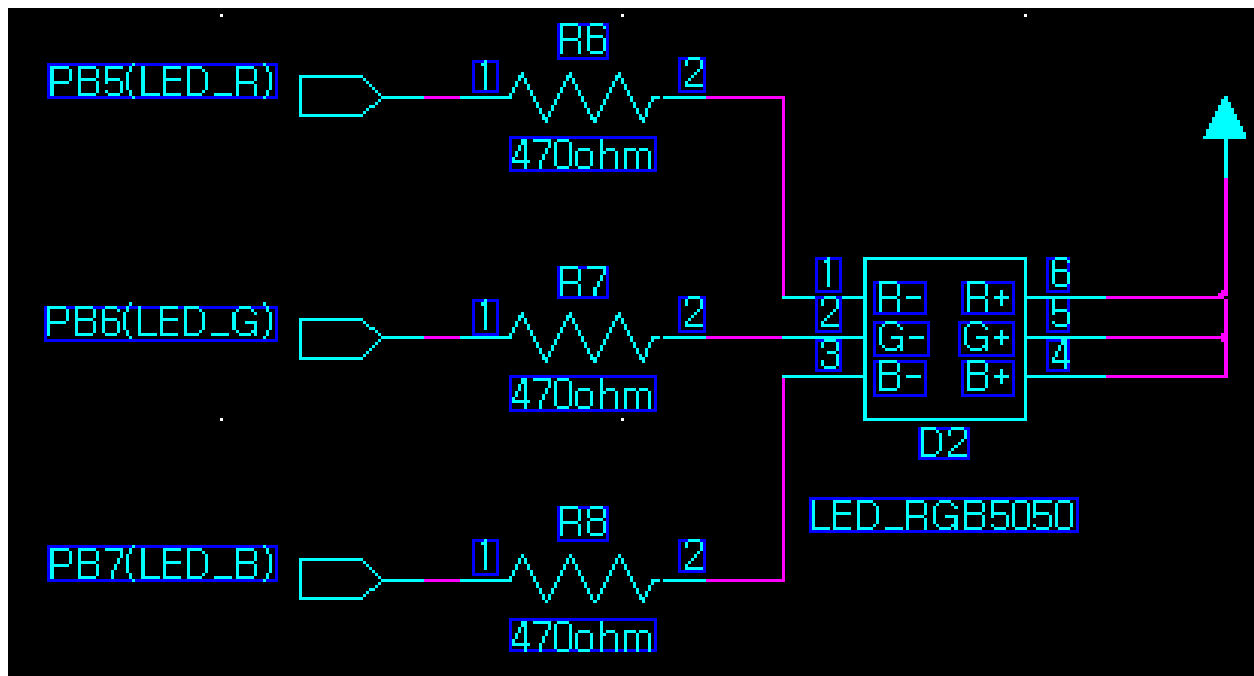 R6
PB5(LED_R)
1
2
470ohm
R7
1
6
R-
R+
PB6(LED_G)
1
2
2
5
G-
G+
3
4
470ohm
B-
B+
D2
R8
LED_RGB5050
PB7(LED_B)
1
2
470ohm